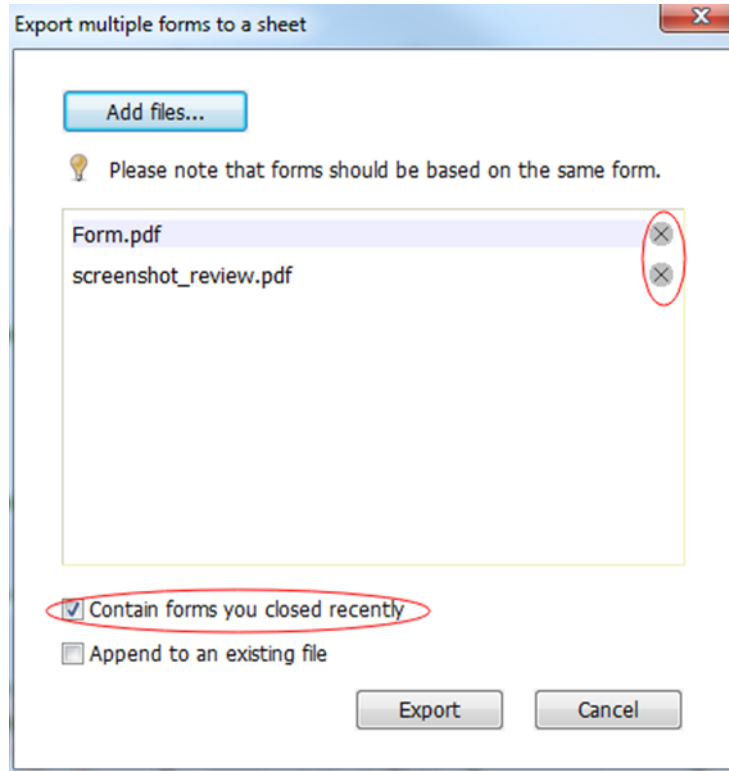 Export multiple forms to a sheet
Add files...
Please note that forms should be based on the same form.
Form.pdf
screenshot_review.pdf
Contain forms you closed recently
Append to an existing file
Export Cancel